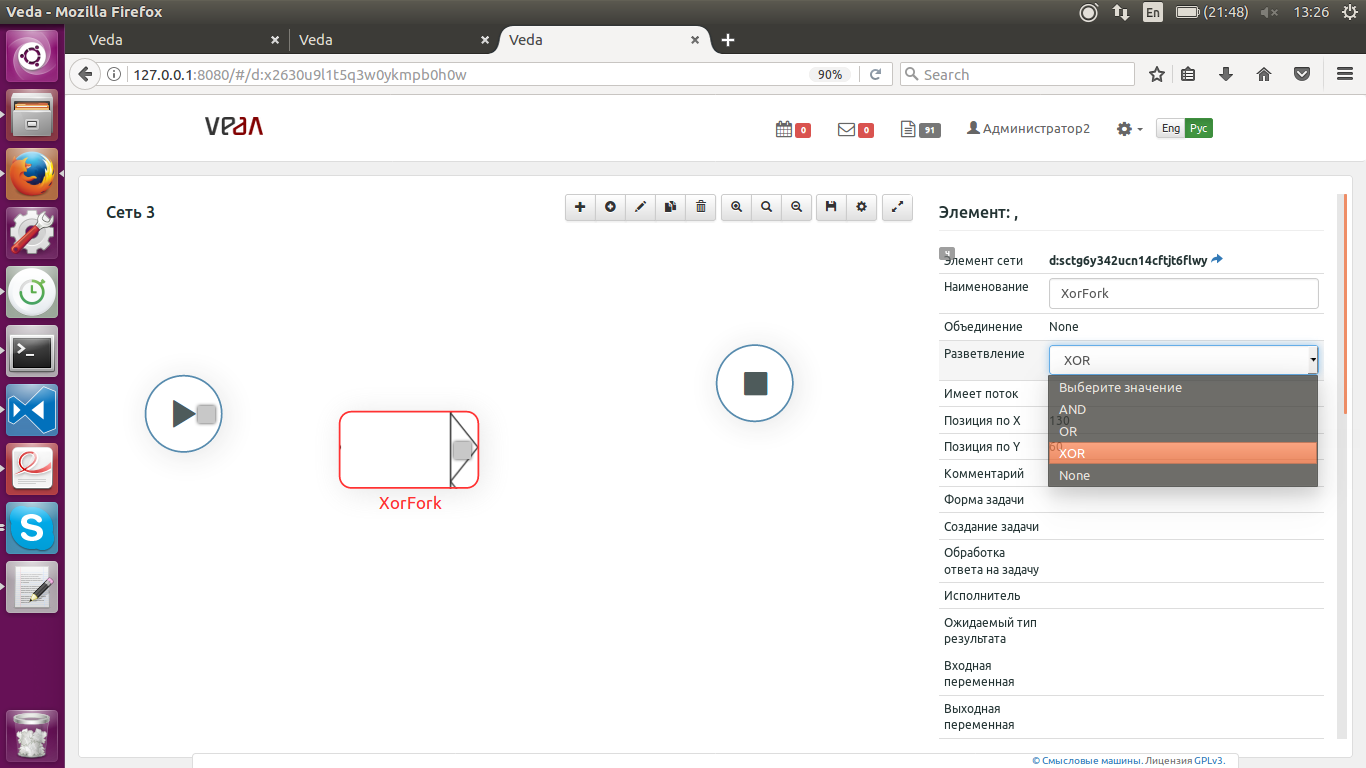 Veda - Mozilla Firefox
En
(21:48)
13:26
Veda
Veda
Veda
127.0.0.1:8080/#/d:x2630u9l1t5q3w0ykmpb0h0w
90%
Search
veda
0
0
91
Администратор2
Eng Рус
Сеть 3
XorFork
Элемент: ,
ч
Элемент сети d:sctg6y342ucn14cftjt6flwy
Наименование XorFork
Объединение None
Разветвление XOR
Выберите значение
AND
OR
XOR
None
Имеет поток
Позиция по X 130
Позиция по Y 60
Комментарий
Форма задачи
Создание задачи
Обработка
ответа на задачу
Исполнитель
Ожидаемый тип
результата
Входная
переменная
Выходная
переменная
© Смысловые машины. Лицензия GPLv3.